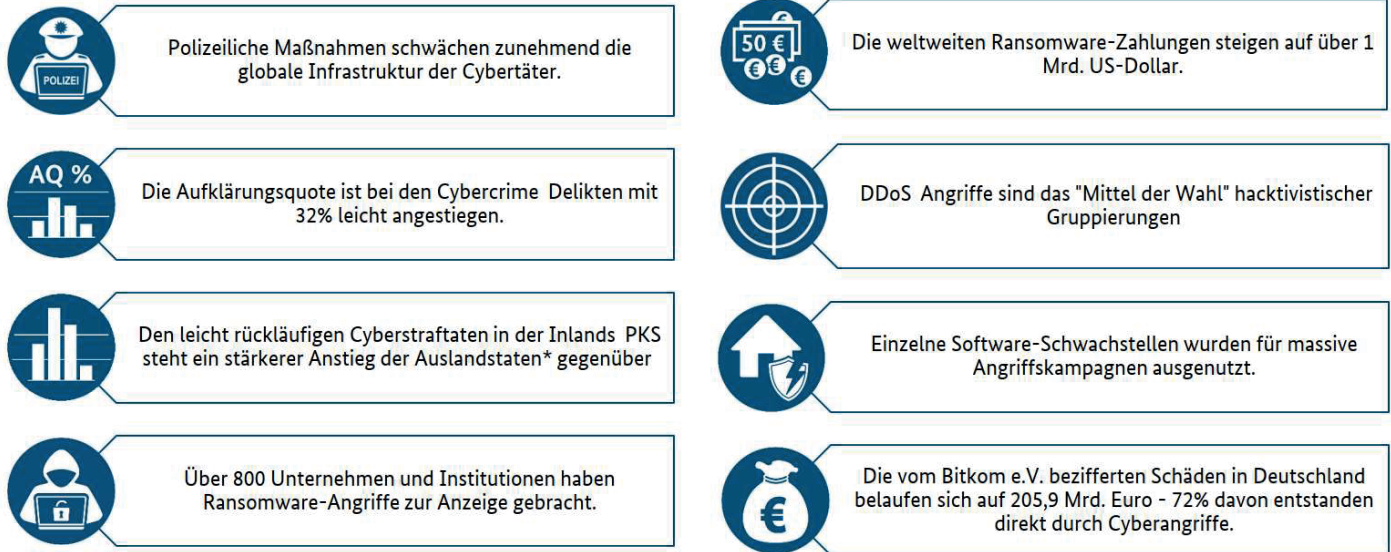 POLIZEI
Polizeiliche Maßnahmen schwächen zunehmend die
globale Infrastruktur der Cybertäter.
AQ %
Die Aufklärungsquote ist bei den Cybercrime Delikten mit
32% leicht angestiegen.
Den leicht rückläufigen Cyberstraftaten in der Inlands PKS
steht ein stärkerer Anstieg der Auslandstaten* gegenüber
Über 800 Unternehmen und Institutionen haben
Ransomware-Angriffe zur Anzeige gebracht.
50 €
€ € €
Die weltweiten Ransomware-Zahlungen steigen auf über 1
Mrd. US-Dollar.
DDoS Angriffe sind das "Mittel der Wahl" hacktivistischer
Gruppierungen
Einzelne Software-Schwachstellen wurden für massive
Angriffskampagnen ausgenutzt.
€
Die vom Bitkom e.V. bezifferten Schäden in Deutschland
belaufen sich auf 205,9 Mrd. Euro - 72% davon entstanden
direkt durch Cyberangriffe.